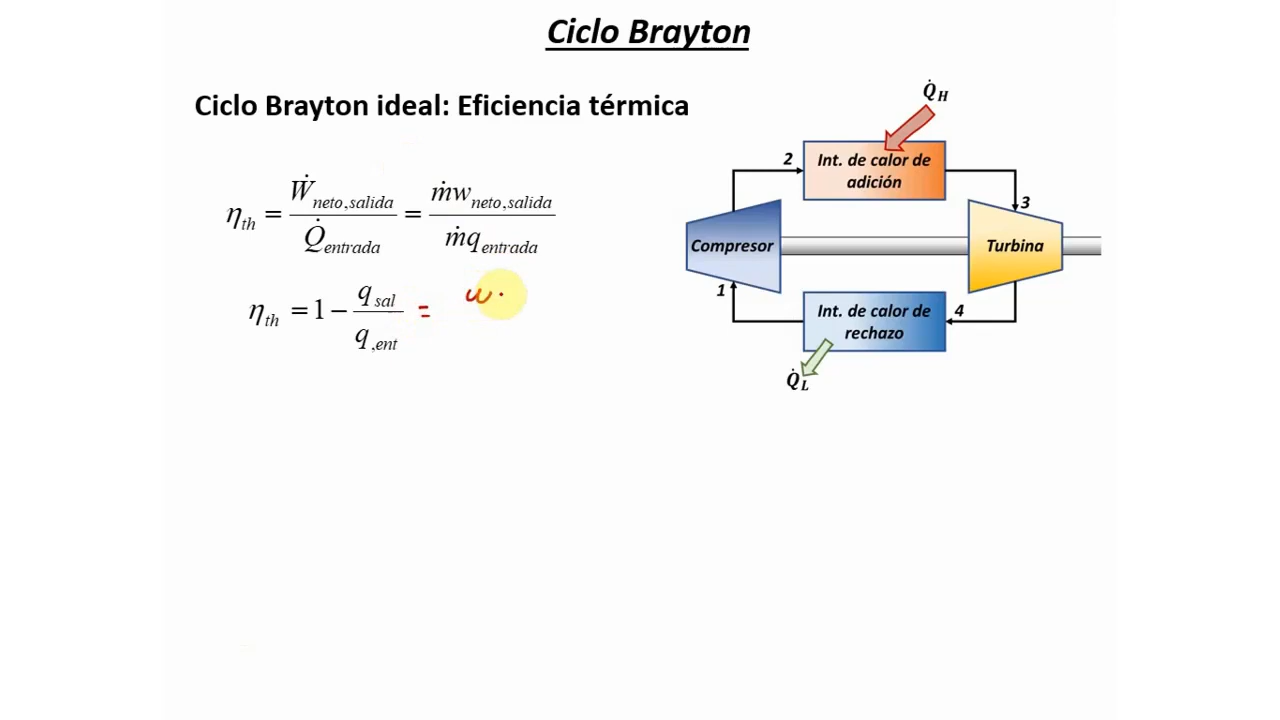 Ciclo Brayton
Ciclo Brayton ideal: Eficiencia térmica
η_th = Ẇ_neto,salida / Q̇_entrada = ṁw_neto,salida / ṁq_entrada
η_th = 1 − q_sal / q_,ent = w
Q̇_H
2
Int. de calor de
adición
3
Compresor
Turbina
1
Int. de calor de
rechazo
4
Q̇_L